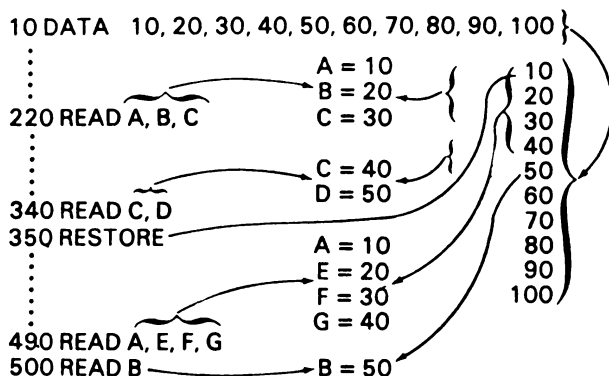 10 DATA 10, 20, 30, 40, 50, 60, 70, 80, 90, 100
A = 10
B = 20
C = 30
220 READ A, B, C
C = 40
D = 50
340 READ C, D
350 RESTORE
A = 10
E = 20
F = 30
G = 40
490 READ A, E, F, G
500 READ B
B = 50
10
20
30
40
50
60
70
80
90
100